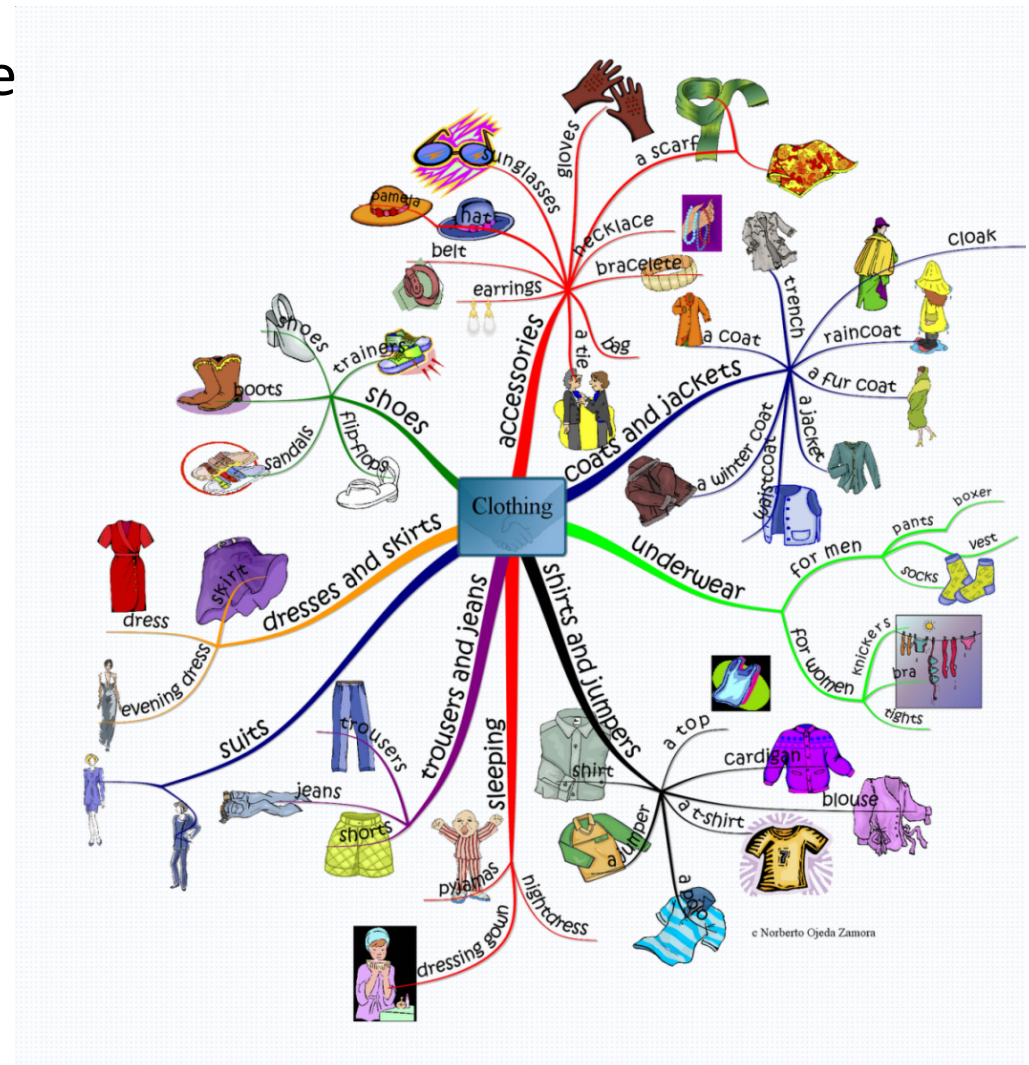 e
Clothing
accessories
sunglasses
pamela
hat
belt
earrings
gloves
a scarf
necklace
bracelete
bag
a tie
coats and jackets
trench
cloak
raincoat
a coat
a fur coat
a jacket
a winter coat
waistcoat
underwear
for men
pants
boxer
vest
socks
for women
knickers
bra
tights
shirts and jumpers
a top
shirt
cardigan
blouse
a t-shirt
a jumper
a polo
sleeping
pyjamas
nightdress
dressing gown
trousers and jeans
trousers
jeans
shorts
suits
dresses and skirts
skirt
dress
evening dress
shoes
shoes
trainers
boots
sandals
flip-flops
c Norberto Ojeda Zamora